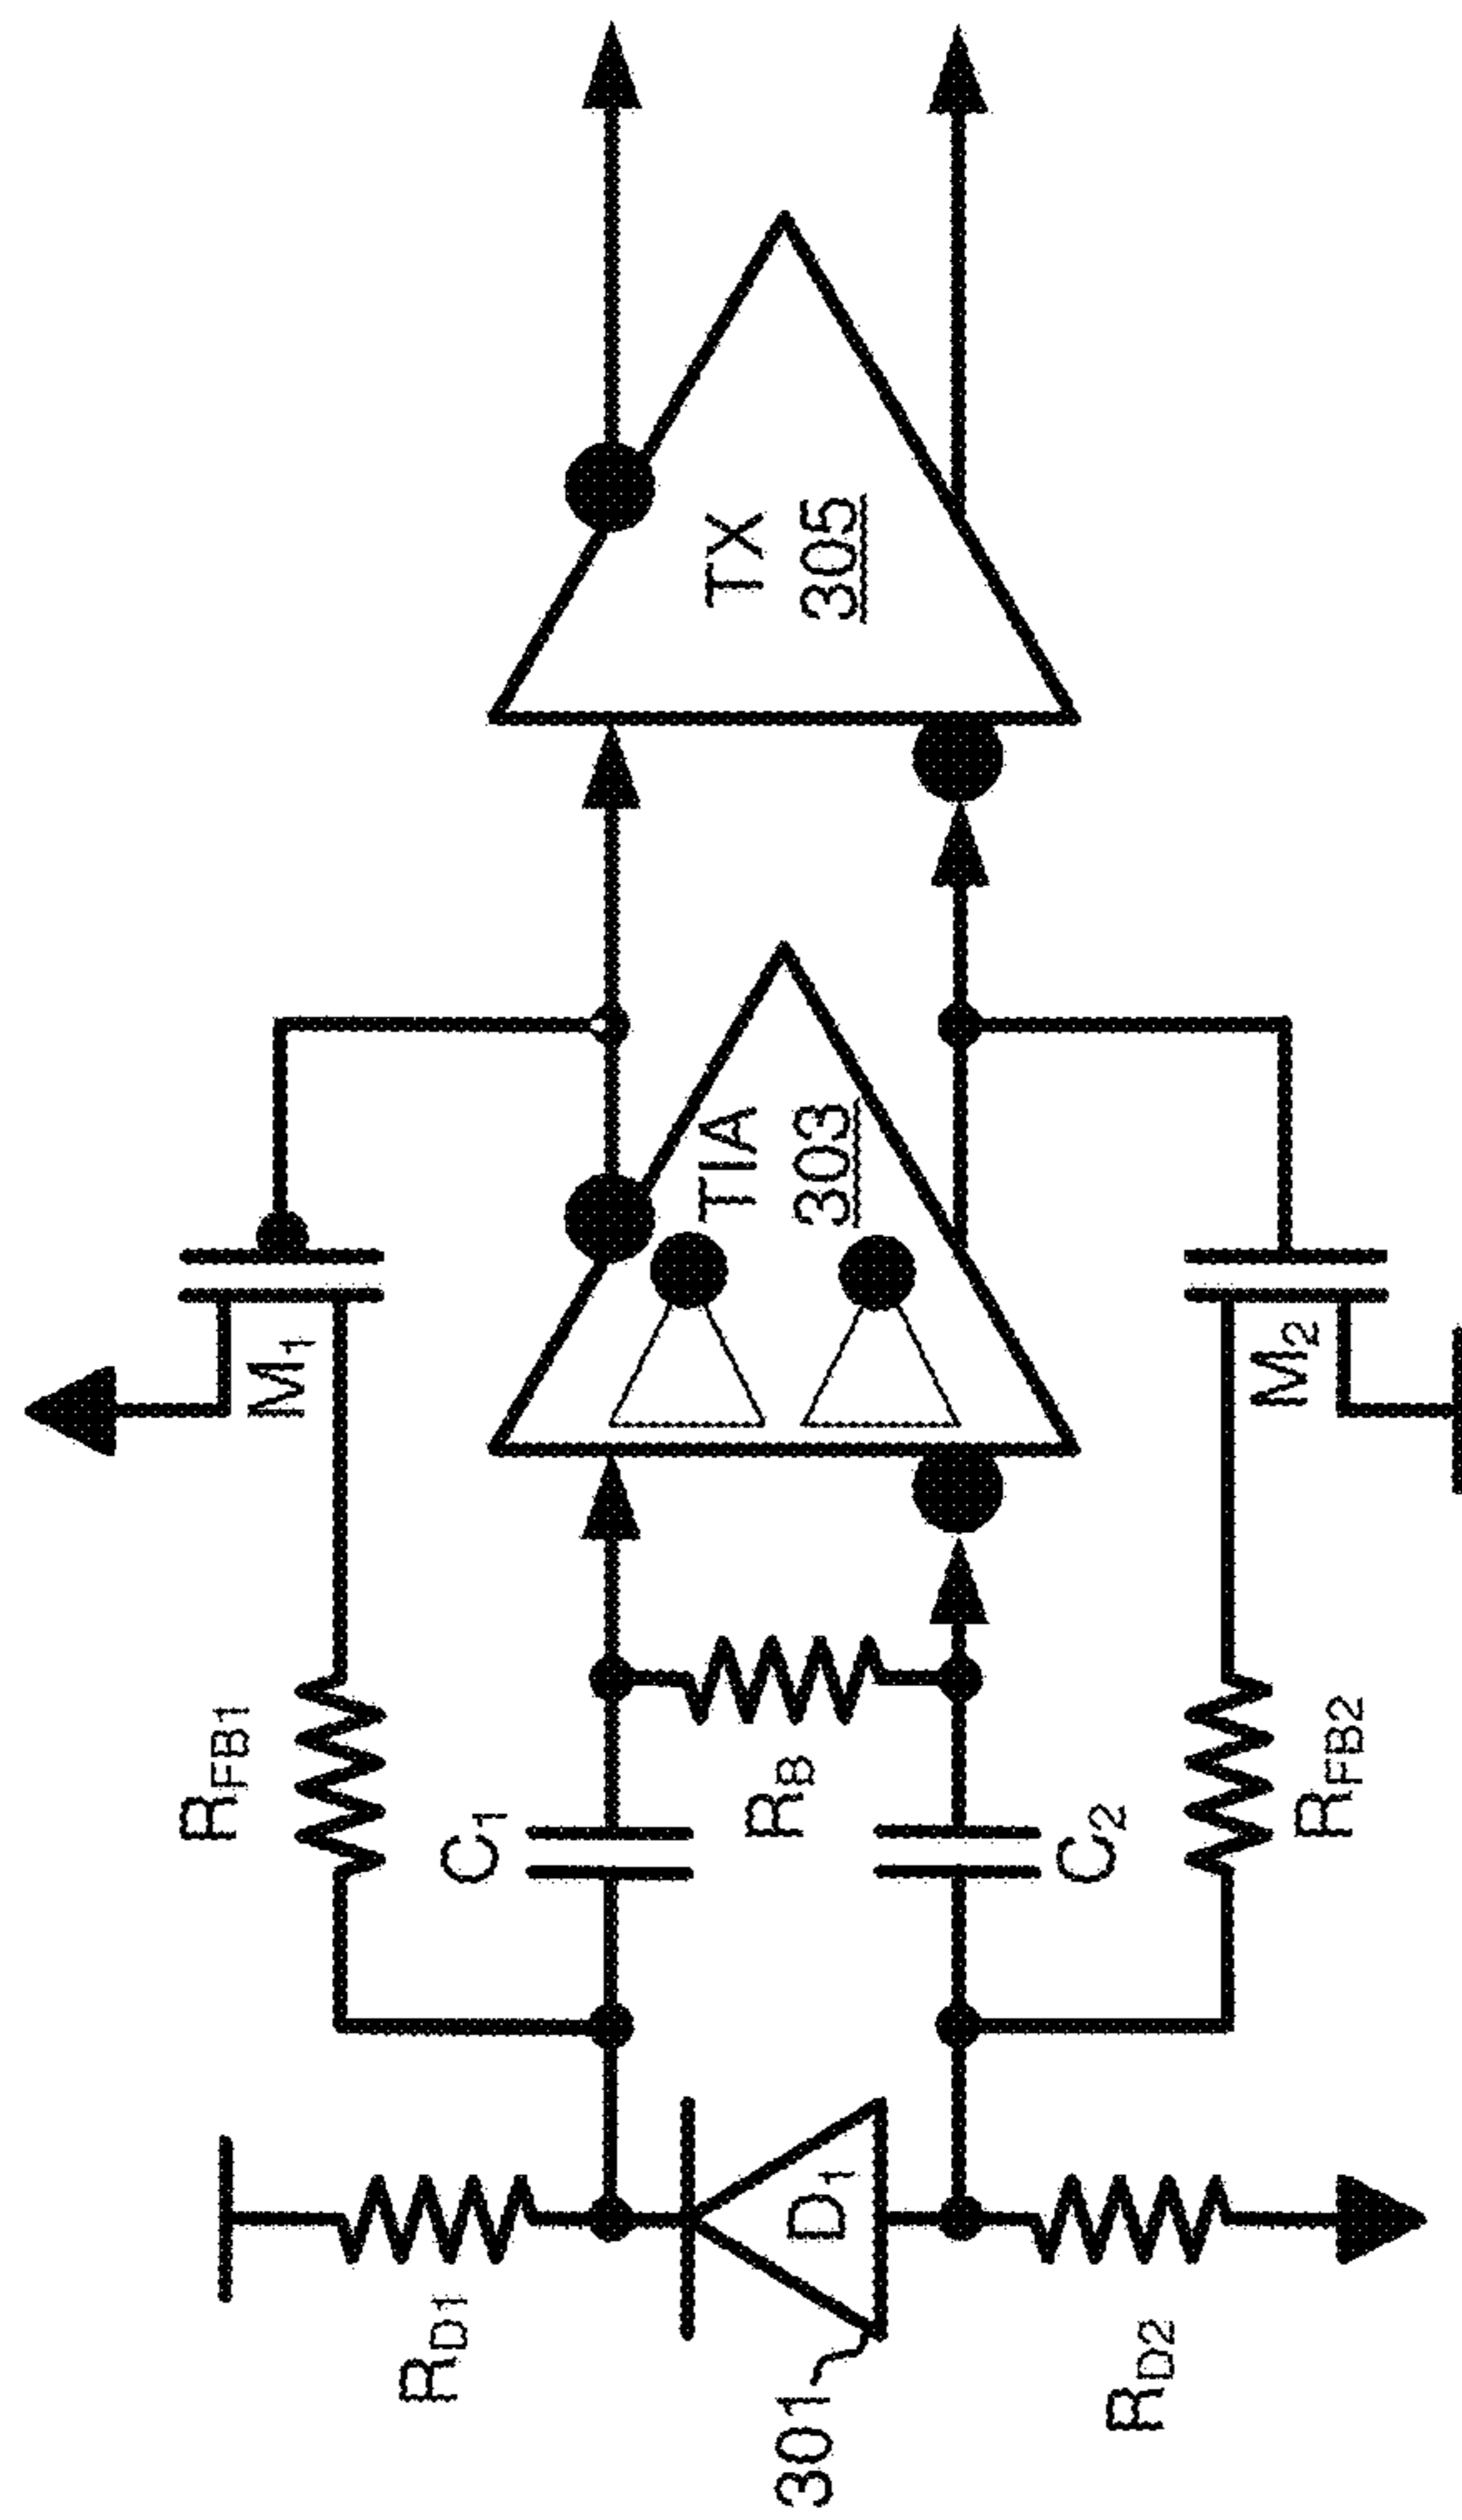 301
D1
RD1
RD2
RFB1
C1
RB
C2
RFB2
M1
TIA
303
M2
TX
305